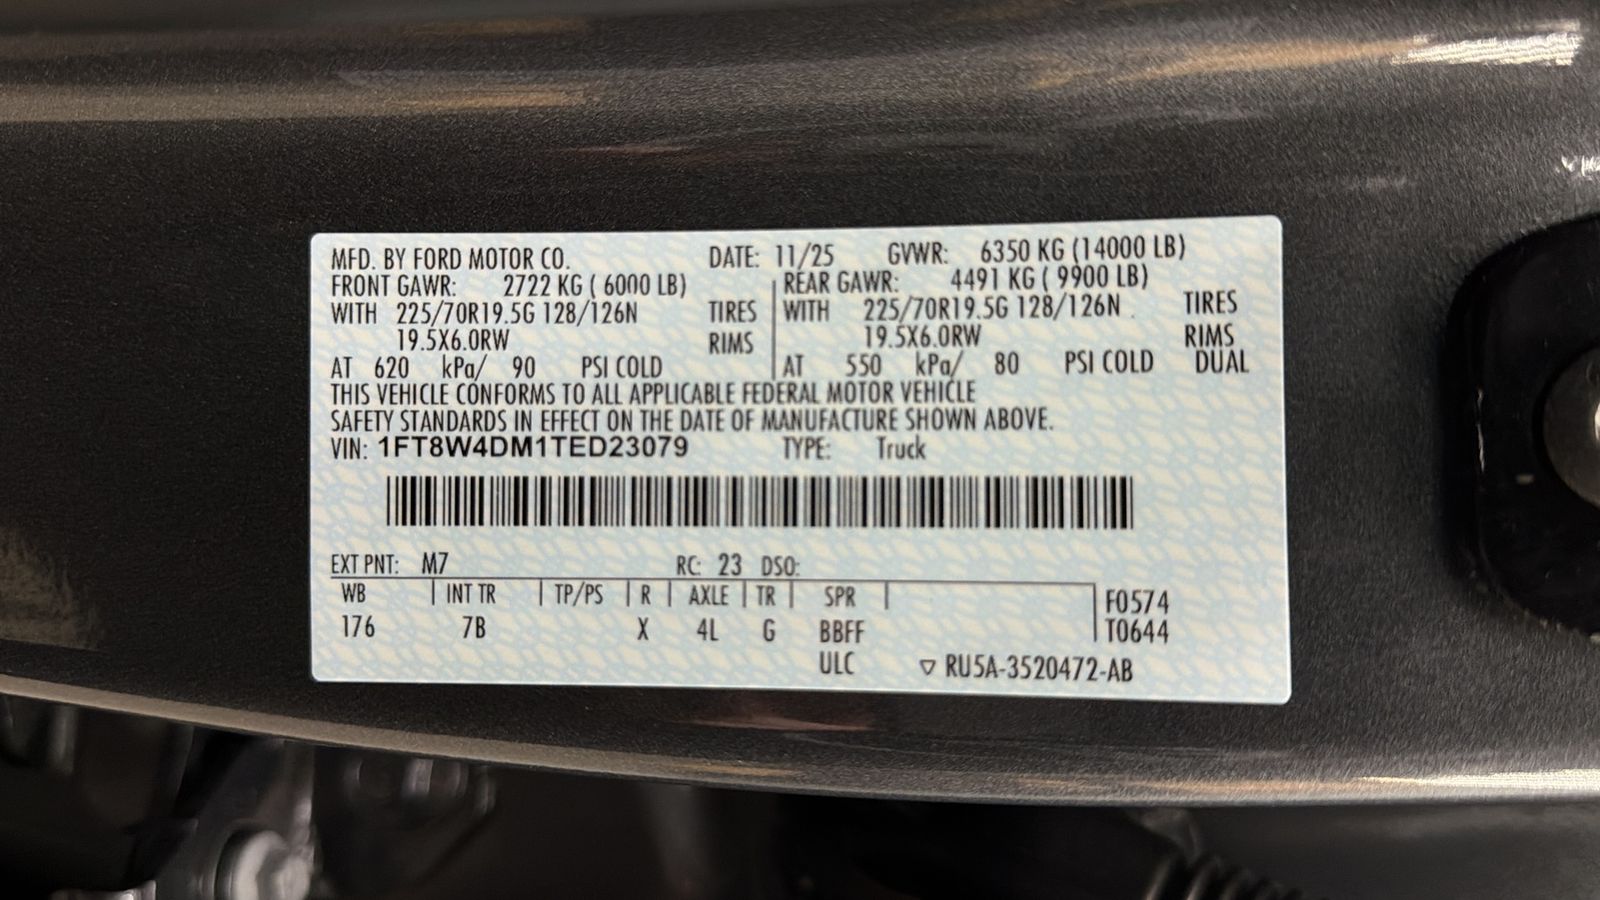 MFD. BY FORD MOTOR CO. DATE: 11/25 GVWR: 6350 KG (14000 LB)
FRONT GAWR: 2722 KG ( 6000 LB) REAR GAWR: 4491 KG ( 9900 LB)
WITH 225/70R19.5G 128/126N TIRES WITH 225/70R19.5G 128/126N TIRES
19.5X6.0RW RIMS 19.5X6.0RW RIMS
AT 620 kPa/ 90 PSI COLD AT 550 kPa/ 80 PSI COLD DUAL
THIS VEHICLE CONFORMS TO ALL APPLICABLE FEDERAL MOTOR VEHICLE
SAFETY STANDARDS IN EFFECT ON THE DATE OF MANUFACTURE SHOWN ABOVE.
VIN: 1FT8W4DM1TED23079 TYPE: Truck
EXT PNT: M7 RC: 23 DSO:
WB INT TR TP/PS R AXLE TR SPR F0574
176 7B X 4L G BBFF T0644
ULC ▽ RU5A-3520472-AB